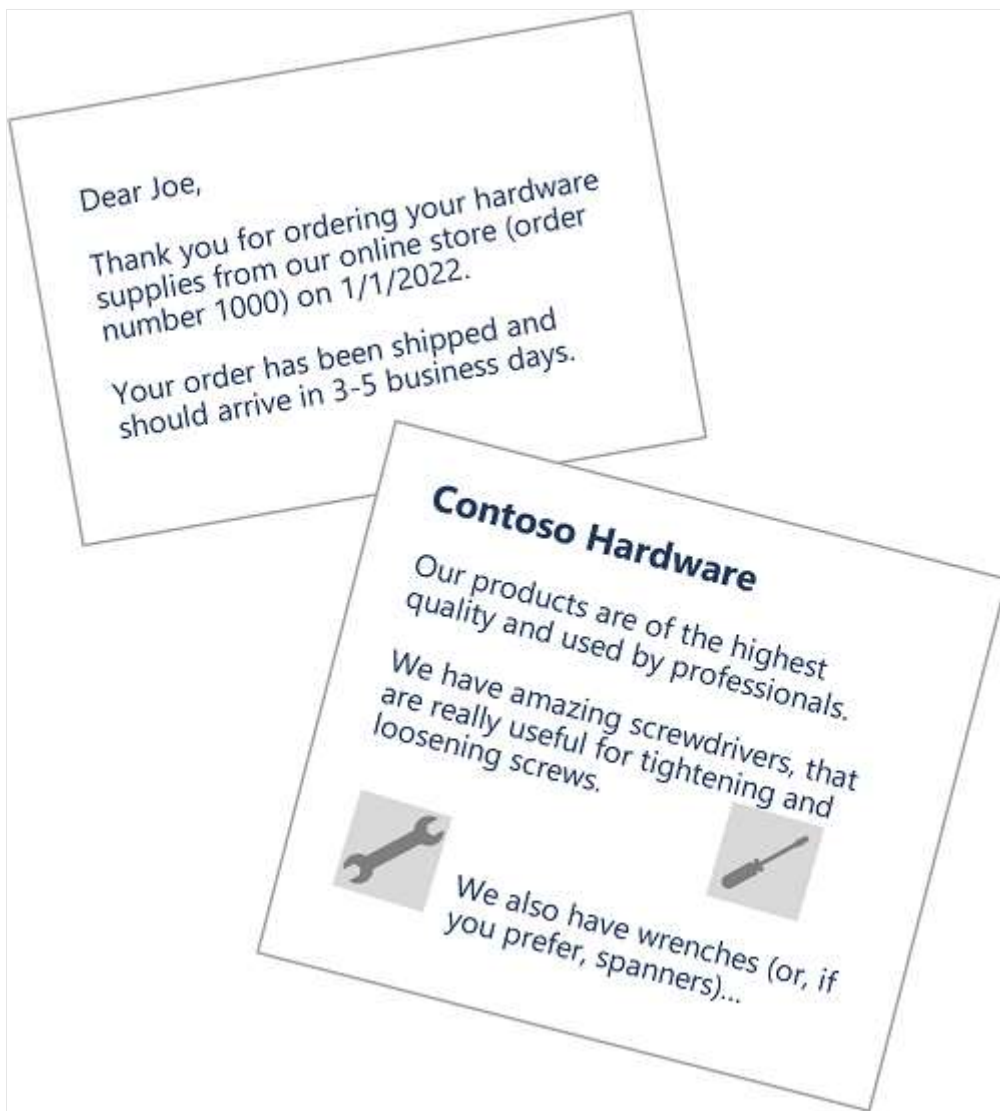 Dear Joe,
Thank you for ordering your hardware
supplies from our online store (order
number 1000) on 1/1/2022.
Your order has been shipped and
should arrive in 3-5 business days.
Contoso Hardware
Our products are of the highest
quality and used by professionals.
We have amazing screwdrivers, that
are really useful for tightening and
loosening screws.
We also have wrenches (or, if
you prefer, spanners)...